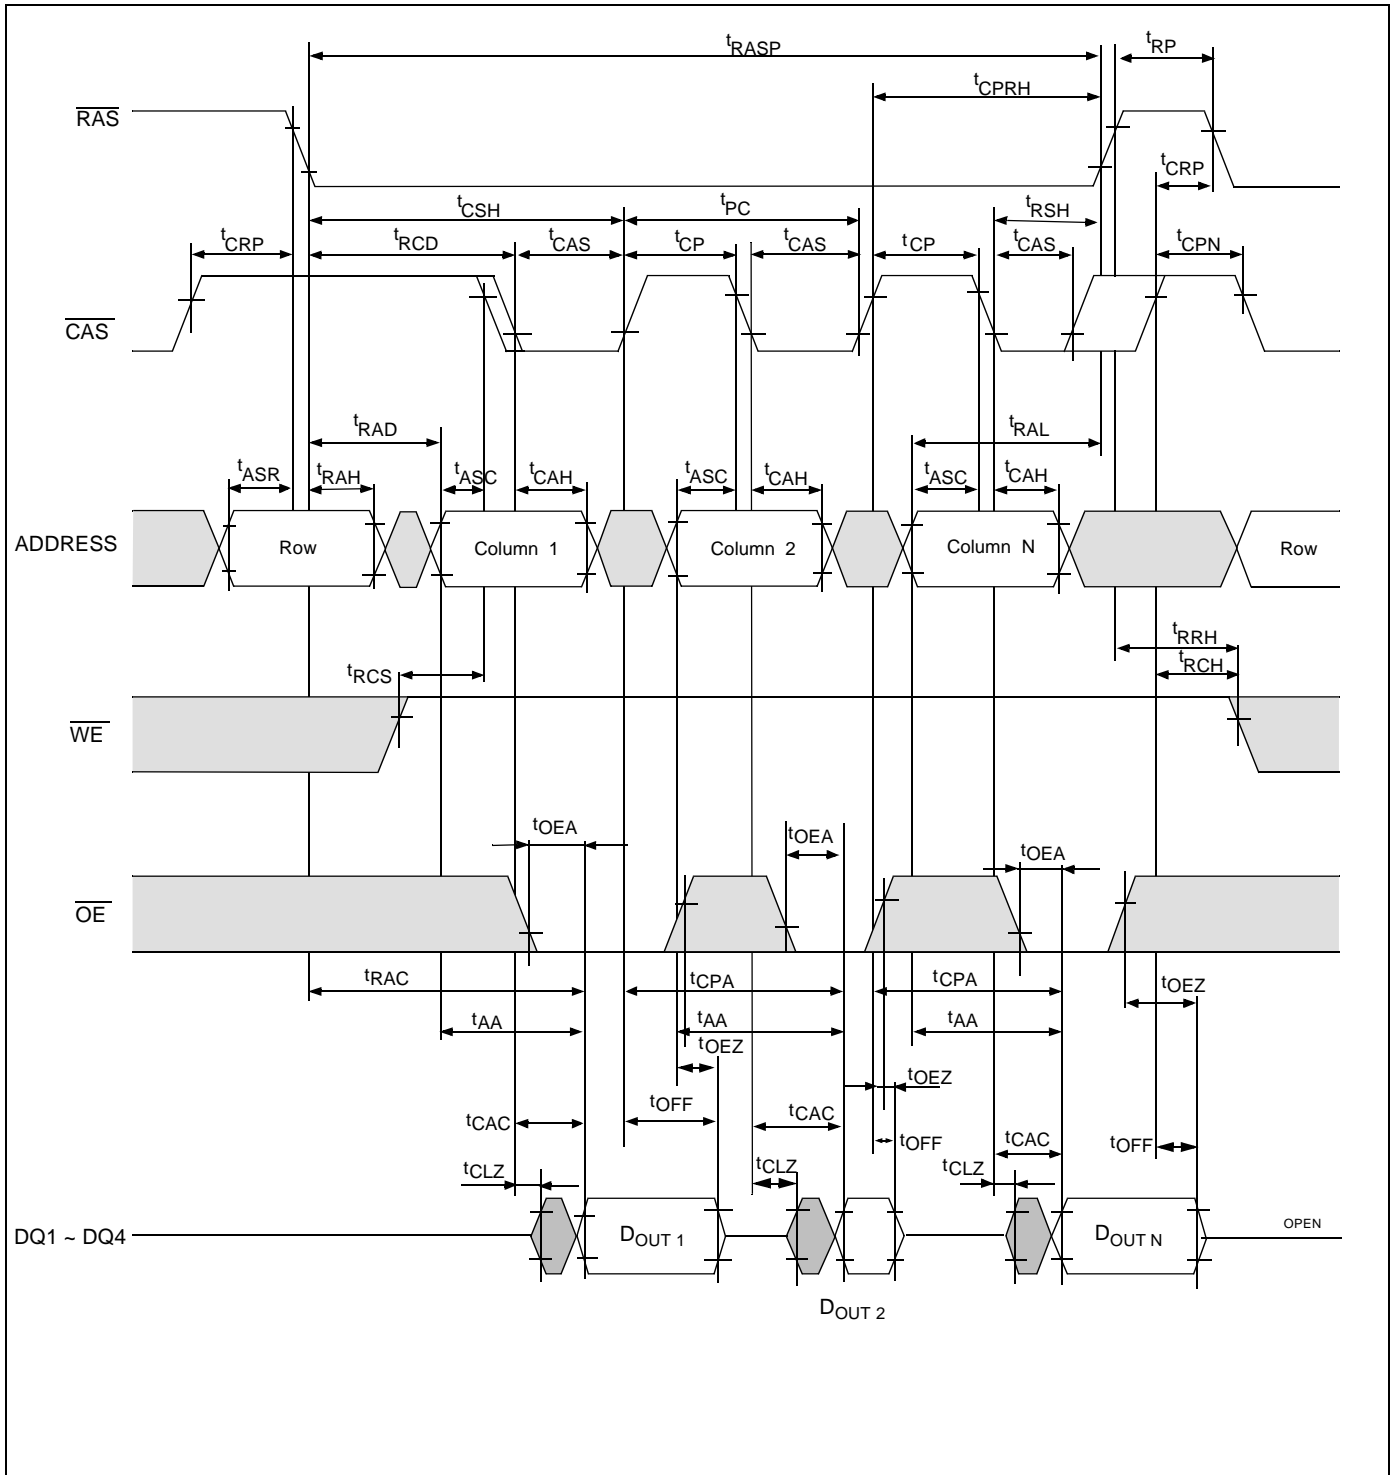 tRASP
tRP
tCPRH
RAS
tCRP
tCSH
tPC
tRSH
tCRP
tRCD
tCAS
tCP
tCAS
tCP
tCAS
tCPN
CAS
tRAD
tRAL
tASR
tRAH
tASC
tCAH
tASC
tCAH
tASC
tCAH
ADDRESS
Row
Column 1
Column 2
Column N
Row
tRRH
tRCS
tRCH
WE
tOEA
tOEA
tOEA
OE
tRAC
tCPA
tCPA
tOEZ
tAA
tAA
tAA
tOEZ
tOEZ
tCAC
tOFF
tCAC
tOFF
tCAC
tOFF
tCLZ
tCLZ
tCLZ
DQ1 ~ DQ4
DOUT 1
DOUT N
OPEN
DOUT 2